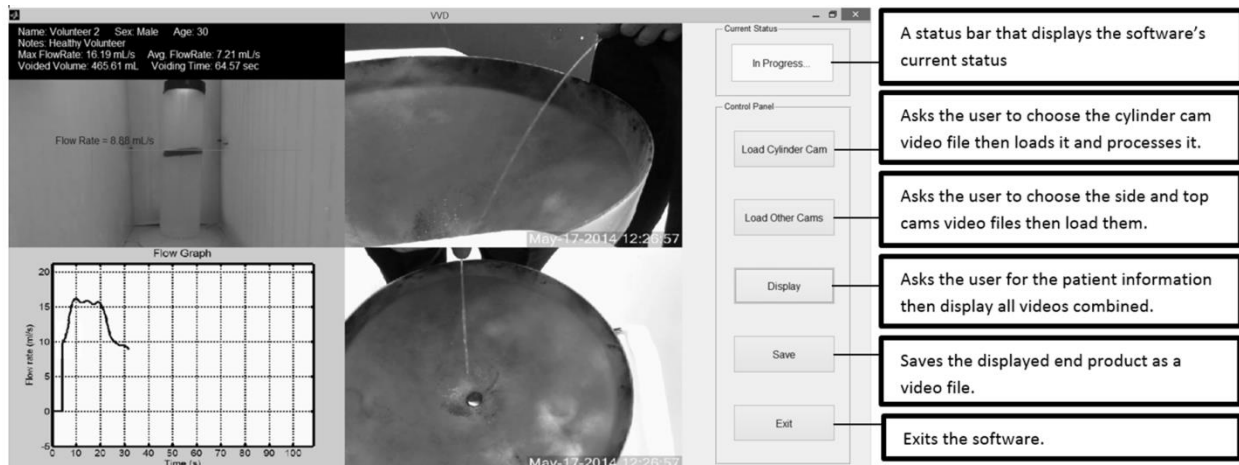 VVD
Name: Volunteer 2 Sex: Male Age: 30
Notes: Healthy Volunteer
Max FlowRate: 16.19 mL/s Avg. FlowRate: 7.21 mL/s
Voided Volume: 465.61 mL Voiding Time: 64.57 sec
Flow Rate = 8.88 mL/s
May-17-2014 12:26:57
Flow Graph
Flow rate (ml/s)
20
15
10
5
0
-5
0 10 20 30 40 50 60 70 80 90 100
Time (s)
May-17-2014 12:26:57
Current Status
In Progress...
Control Panel
Load Cylinder Cam
Load Other Cams
Display
Save
Exit
A status bar that displays the software's
current status
Asks the user to choose the cylinder cam
video file then loads it and processes it.
Asks the user to choose the side and top
cams video files then load them.
Asks the user for the patient information
then display all videos combined.
Saves the displayed end product as a
video file.
Exits the software.